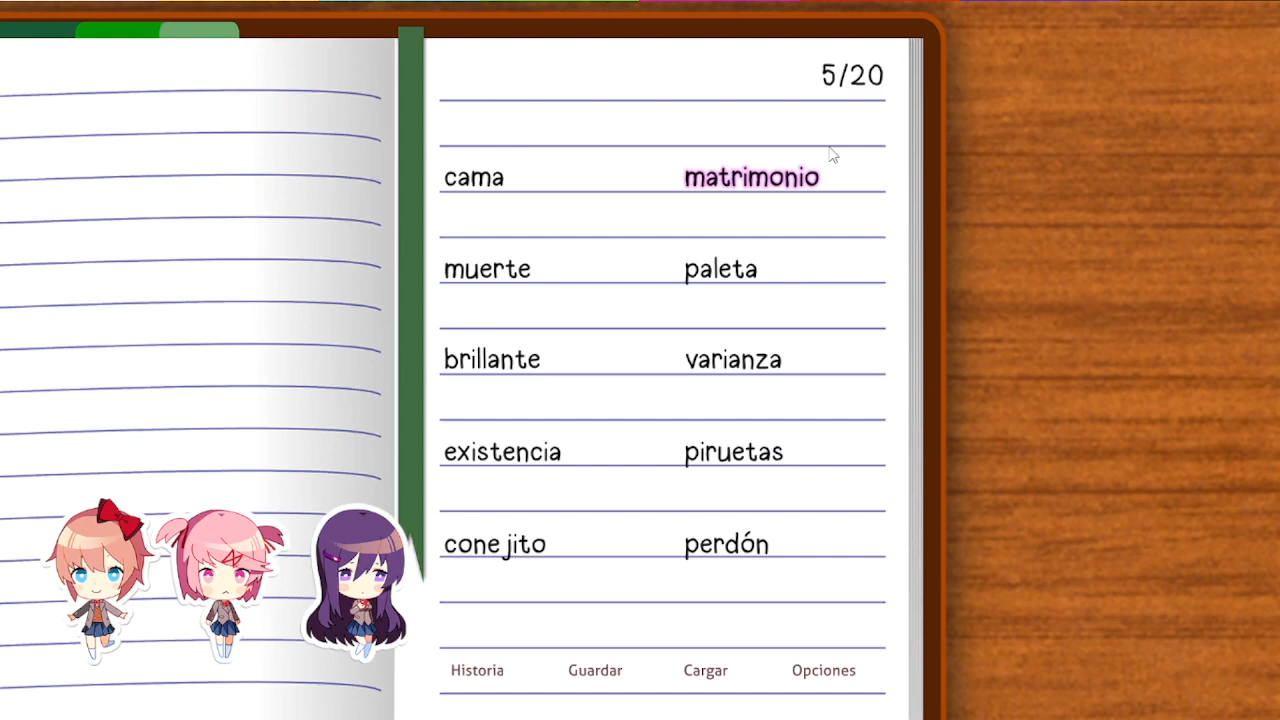 5/20
cama matrimonio
muerte paleta
brillante varianza
existencia piruetas
conejito perdón
Historia Guardar Cargar Opciones